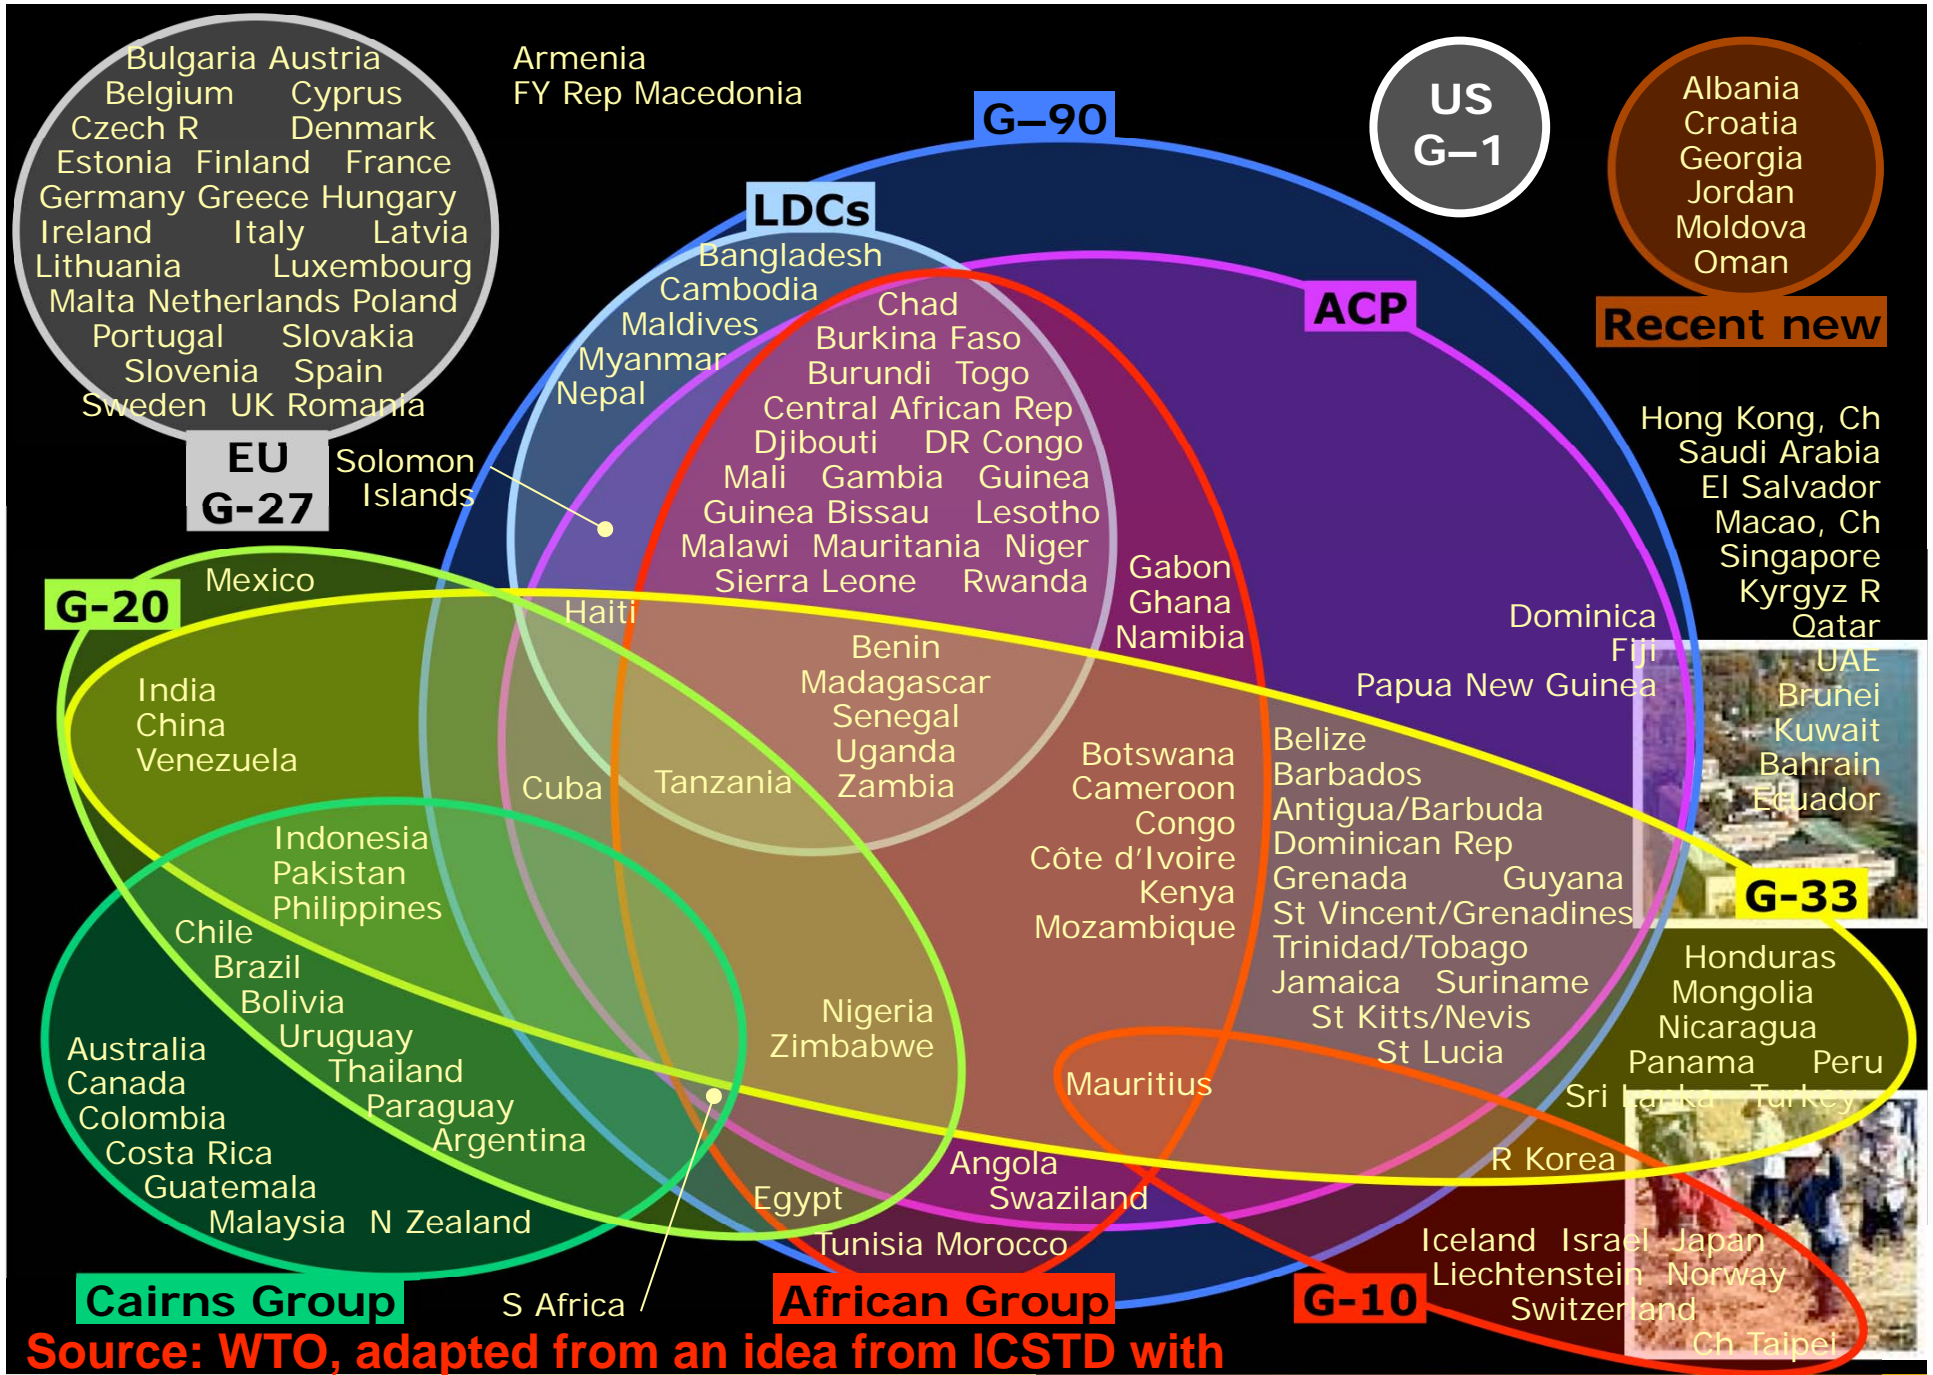 Bulgaria Austria
Belgium Cyprus
Czech R Denmark
Estonia Finland France
Germany Greece Hungary
Ireland Italy Latvia
Lithuania Luxembourg
Malta Netherlands Poland
Portugal Slovakia
Slovenia Spain
Sweden UK Romania
EU
G-27
Armenia
FY Rep Macedonia
G–90
US
G–1
Albania
Croatia
Georgia
Jordan
Moldova
Oman
Recent new
LDCs
Bangladesh
Cambodia
Maldives
Myanmar
Nepal
ACP
Chad
Burkina Faso
Burundi Togo
Central African Rep
Djibouti DR Congo
Mali Gambia Guinea
Guinea Bissau Lesotho
Malawi Mauritania Niger
Sierra Leone Rwanda
Solomon
Islands
Hong Kong, Ch
Saudi Arabia
El Salvador
Macao, Ch
Singapore
Kyrgyz R
Qatar
UAE
Brunei
Kuwait
Bahrain
Ecuador
G-20
Mexico
Haiti
Gabon
Ghana
Namibia
Dominica
Fiji
Papua New Guinea
India
China
Venezuela
Benin
Madagascar
Senegal
Uganda
Zambia
Cuba
Tanzania
Botswana
Cameroon
Congo
Côte d'Ivoire
Kenya
Mozambique
Belize
Barbados
Antigua/Barbuda
Dominican Rep
Grenada Guyana
St Vincent/Grenadines
Trinidad/Tobago
Jamaica Suriname
St Kitts/Nevis
St Lucia
G-33
Indonesia
Pakistan
Philippines
Chile
Brazil
Bolivia
Uruguay
Thailand
Paraguay
Argentina
Australia
Canada
Colombia
Costa Rica
Guatemala
Malaysia N Zealand
Nigeria
Zimbabwe
Mauritius
Honduras
Mongolia
Nicaragua
Panama Peru
Sri Lanka Turkey
R Korea
Angola
Swaziland
Egypt
Tunisia Morocco
Iceland Israel Japan
Liechtenstein Norway
Switzerland
Ch Taipei
Cairns Group
S Africa
African Group
G-10
Source: WTO, adapted from an idea from ICSTD with